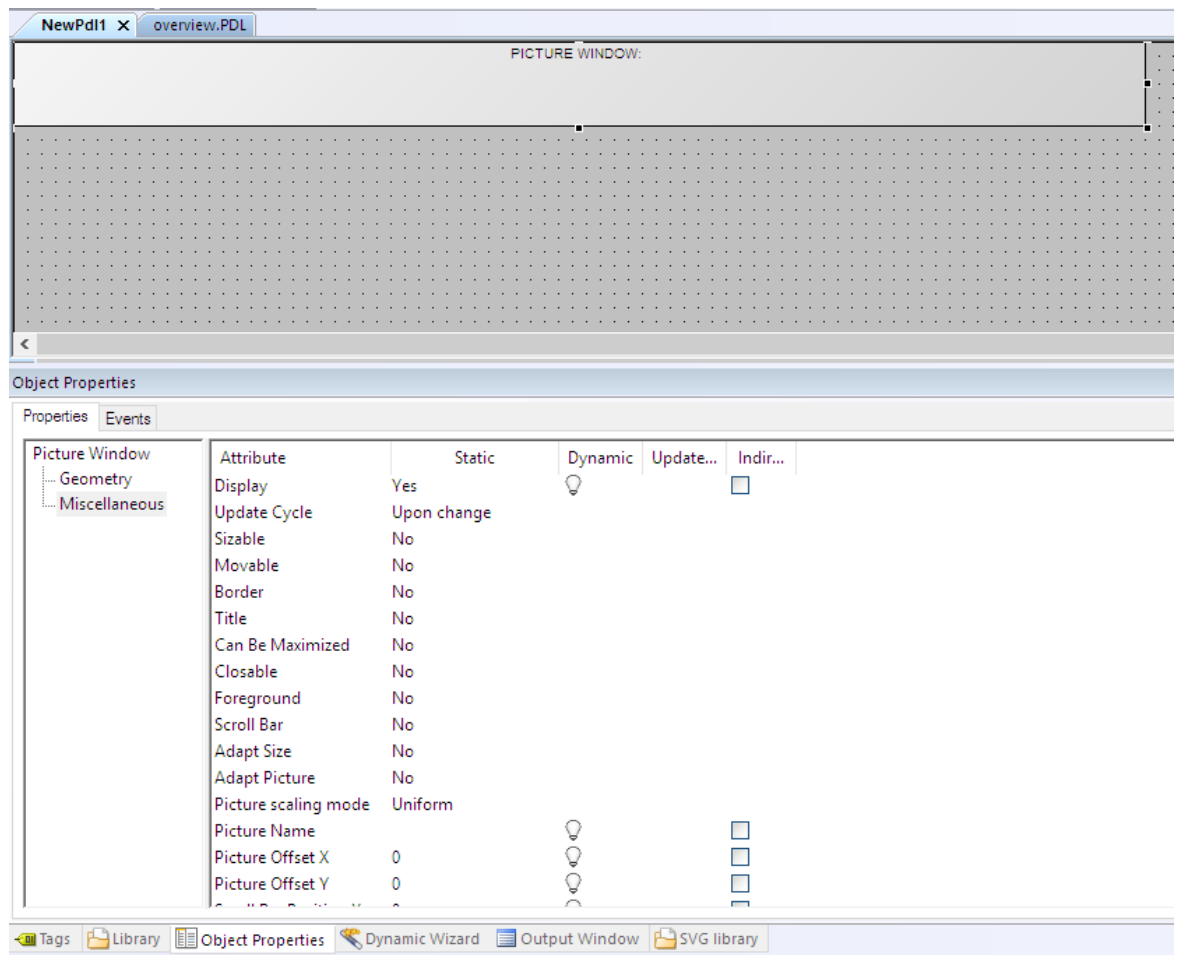 NewPdl1 X overview.PDL
PICTURE WINDOW:
Object Properties
Properties Events
Picture Window
Geometry
Miscellaneous
Attribute Static Dynamic Update... Indir...
Display Yes
Update Cycle Upon change
Sizable No
Movable No
Border No
Title No
Can Be Maximized No
Closable No
Foreground No
Scroll Bar No
Adapt Size No
Adapt Picture No
Picture scaling mode Uniform
Picture Name
Picture Offset X 0
Picture Offset Y 0
Tags Library Object Properties Dynamic Wizard Output Window SVG library